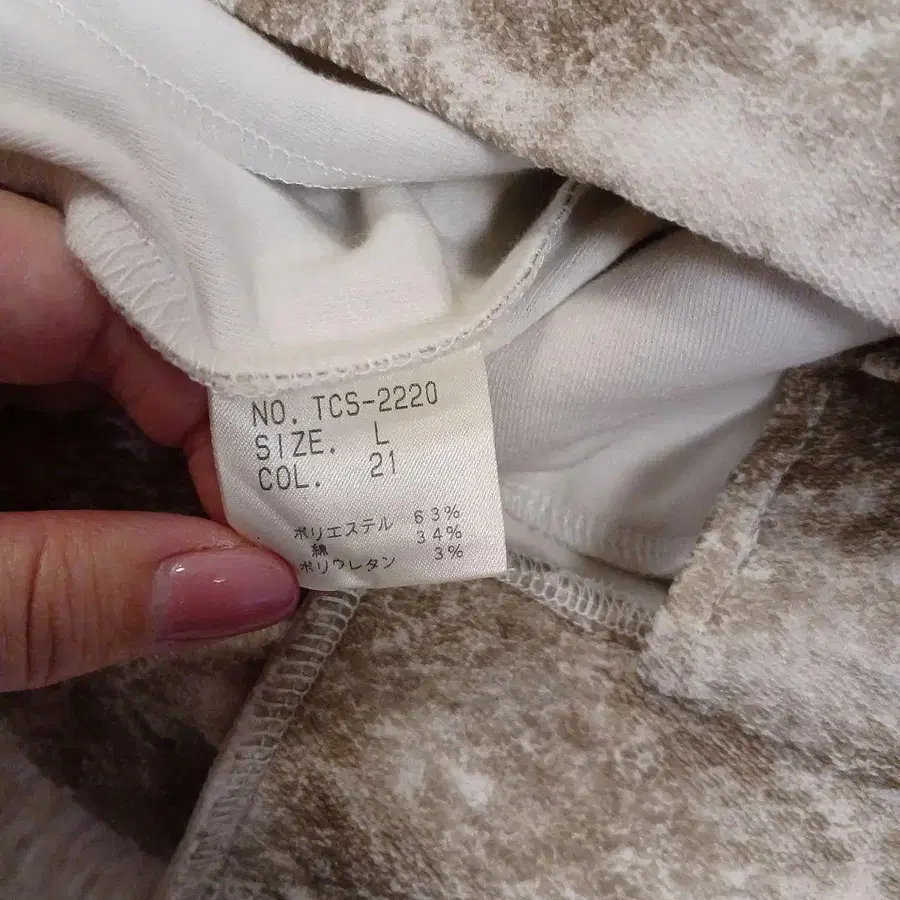 NO. TCS-2220
SIZE. L
COL. 21
ポリエステル 63%
綿 34%
ポリウレタン 3%